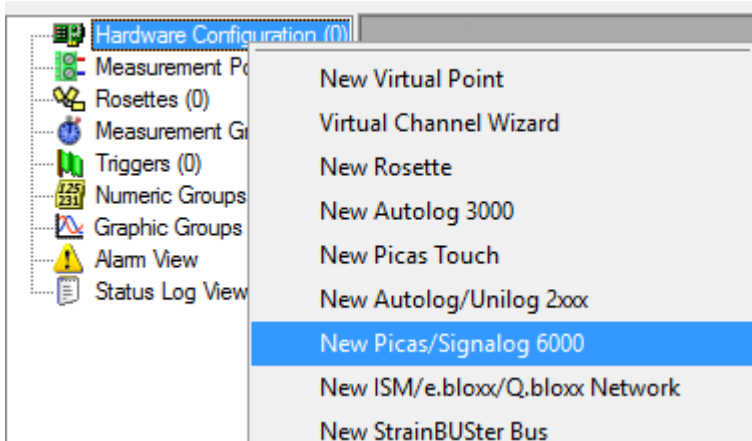 Hardware Configuration (0)
Measurement
Rosettes (0)
Measurement
Triggers (0)
Numeric Groups
Graphic Groups
Alarm View
Status Log View
New Virtual Point
Virtual Channel Wizard
New Rosette
New Autolog 3000
New Picas Touch
New Autolog/Unilog 2xxx
New Picas/Signalog 6000
New ISM/e.bloxx/Q.bloxx Network
New StrainBUSter Bus